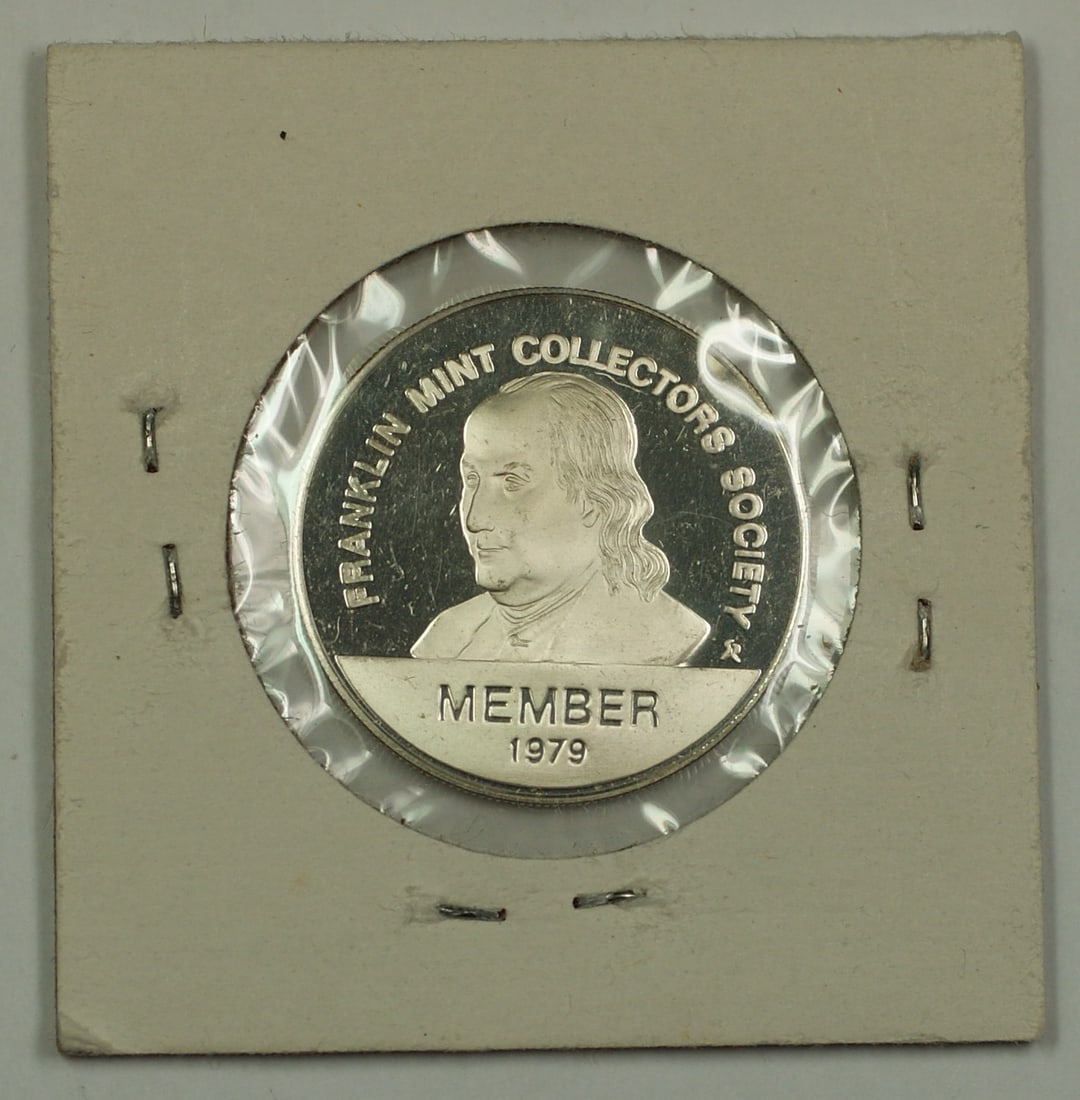 FRANKLIN MINT COLLECTORS SOCIETY
MEMBER
1979